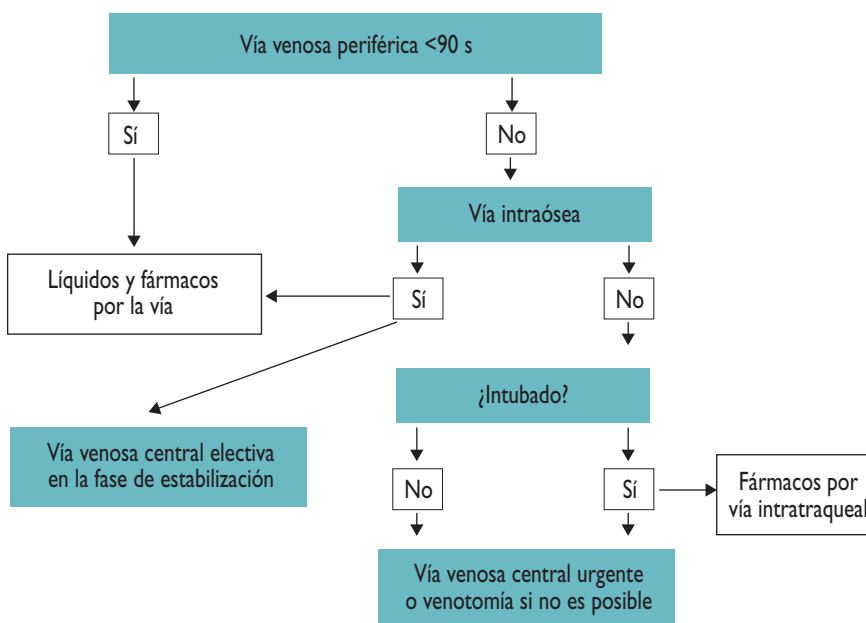 Vía venosa periférica <90 s
Sí
No
Vía intraósea
Líquidos y fármacos
por la vía
Sí
No
¿Intubado?
Vía venosa central electiva
en la fase de estabilización
No
Sí
Fármacos por
vía intratraqueal
Vía venosa central urgente
o venotomía si no es posible